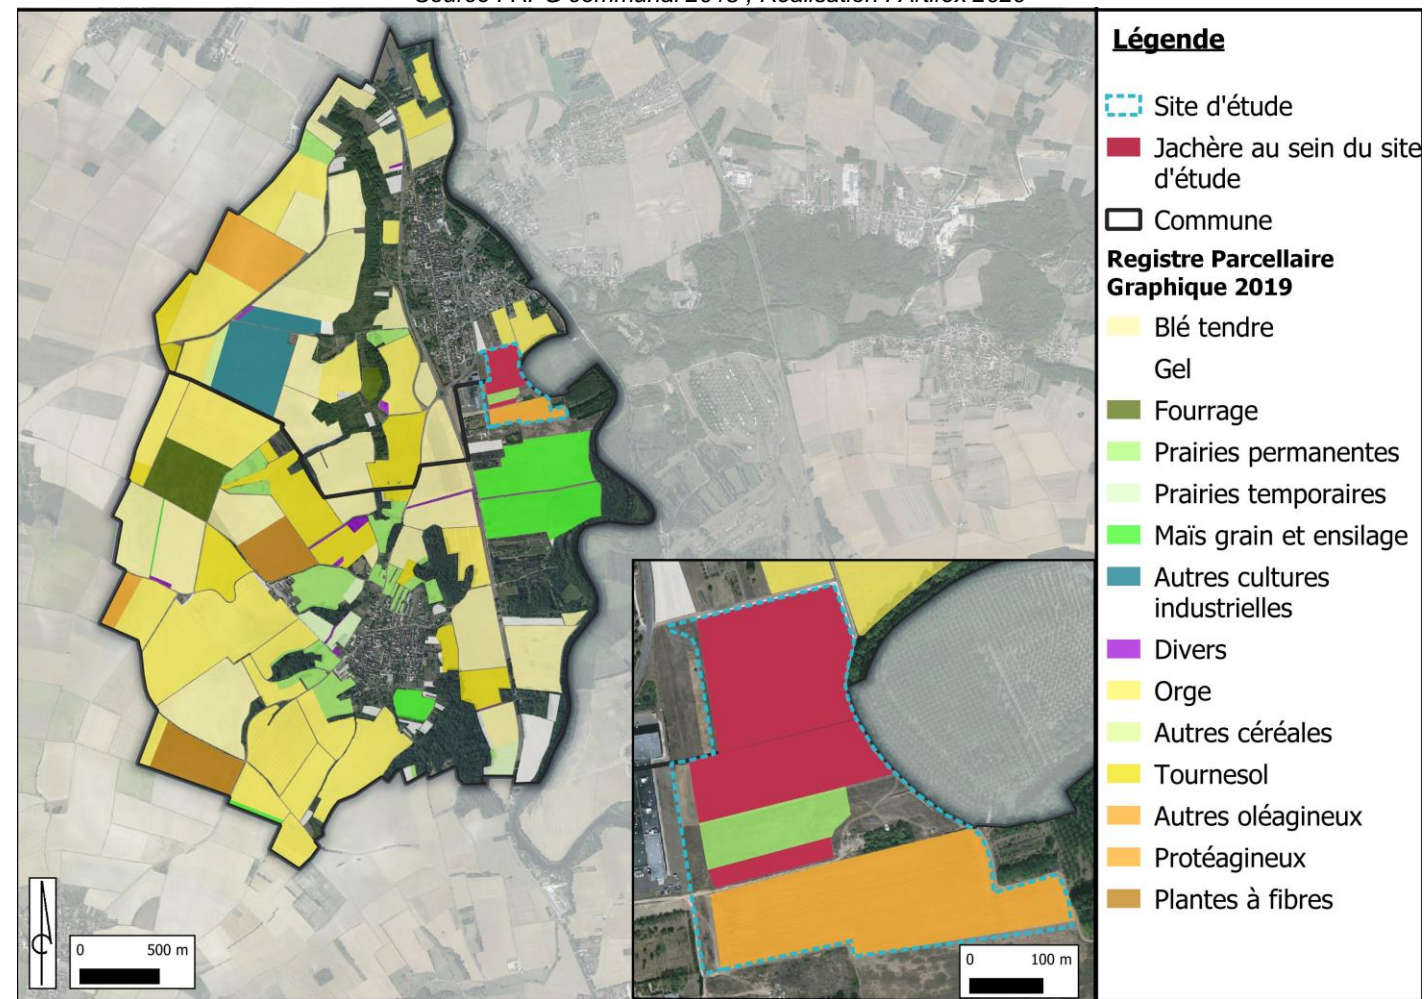 Légende
Site d'étude
Jachère au sein du site
d'étude
Commune
Registre Parcellaire
Graphique 2019
Blé tendre
Gel
Fourrage
Prairies permanentes
Prairies temporaires
Maïs grain et ensilage
Autres cultures
industrielles
Divers
Orge
Autres céréales
Tournesol
Autres oléagineux
Protéagineux
Plantes à fibres
0 500 m
0 100 m